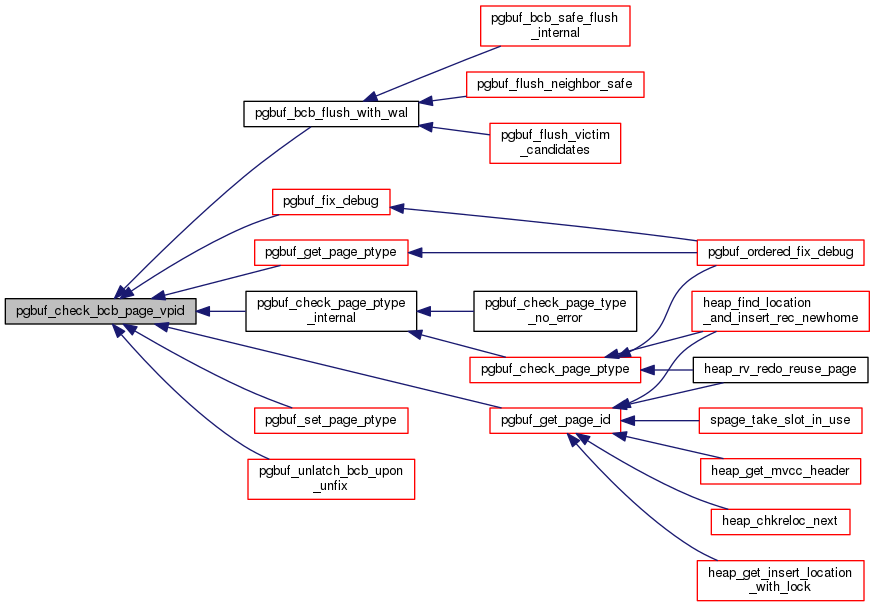 pgbuf_bcb_safe_flush
_internal
pgbuf_flush_neighbor_safe
pgbuf_bcb_flush_with_wal
pgbuf_flush_victim
_candidates
pgbuf_fix_debug
pgbuf_get_page_ptype
pgbuf_ordered_fix_debug
pgbuf_check_bcb_page_vpid
pgbuf_check_page_ptype
_internal
pgbuf_check_page_type
_no_error
heap_find_location
_and_insert_rec_newhome
pgbuf_check_page_ptype
heap_rv_redo_reuse_page
pgbuf_set_page_ptype
pgbuf_get_page_id
spage_take_slot_in_use
pgbuf_unlatch_bcb_upon
_unfix
heap_get_mvcc_header
heap_chkreloc_next
heap_get_insert_location
_with_lock